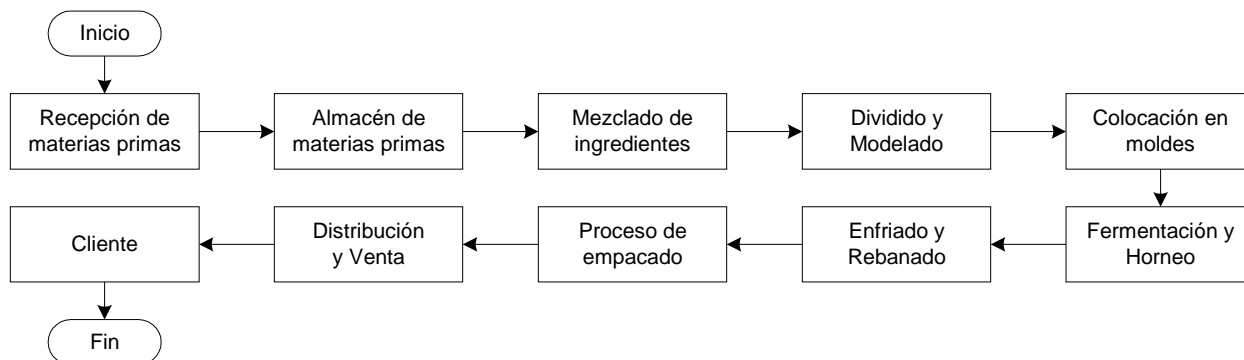 Inicio
Recepción de
materias primas
Almacén de
materias primas
Mezclado de
ingredientes
Dividido y
Modelado
Colocación en
moldes
Fermentación y
Horneo
Enfriado y
Rebanado
Proceso de
empacado
Distribución
y Venta
Cliente
Fin